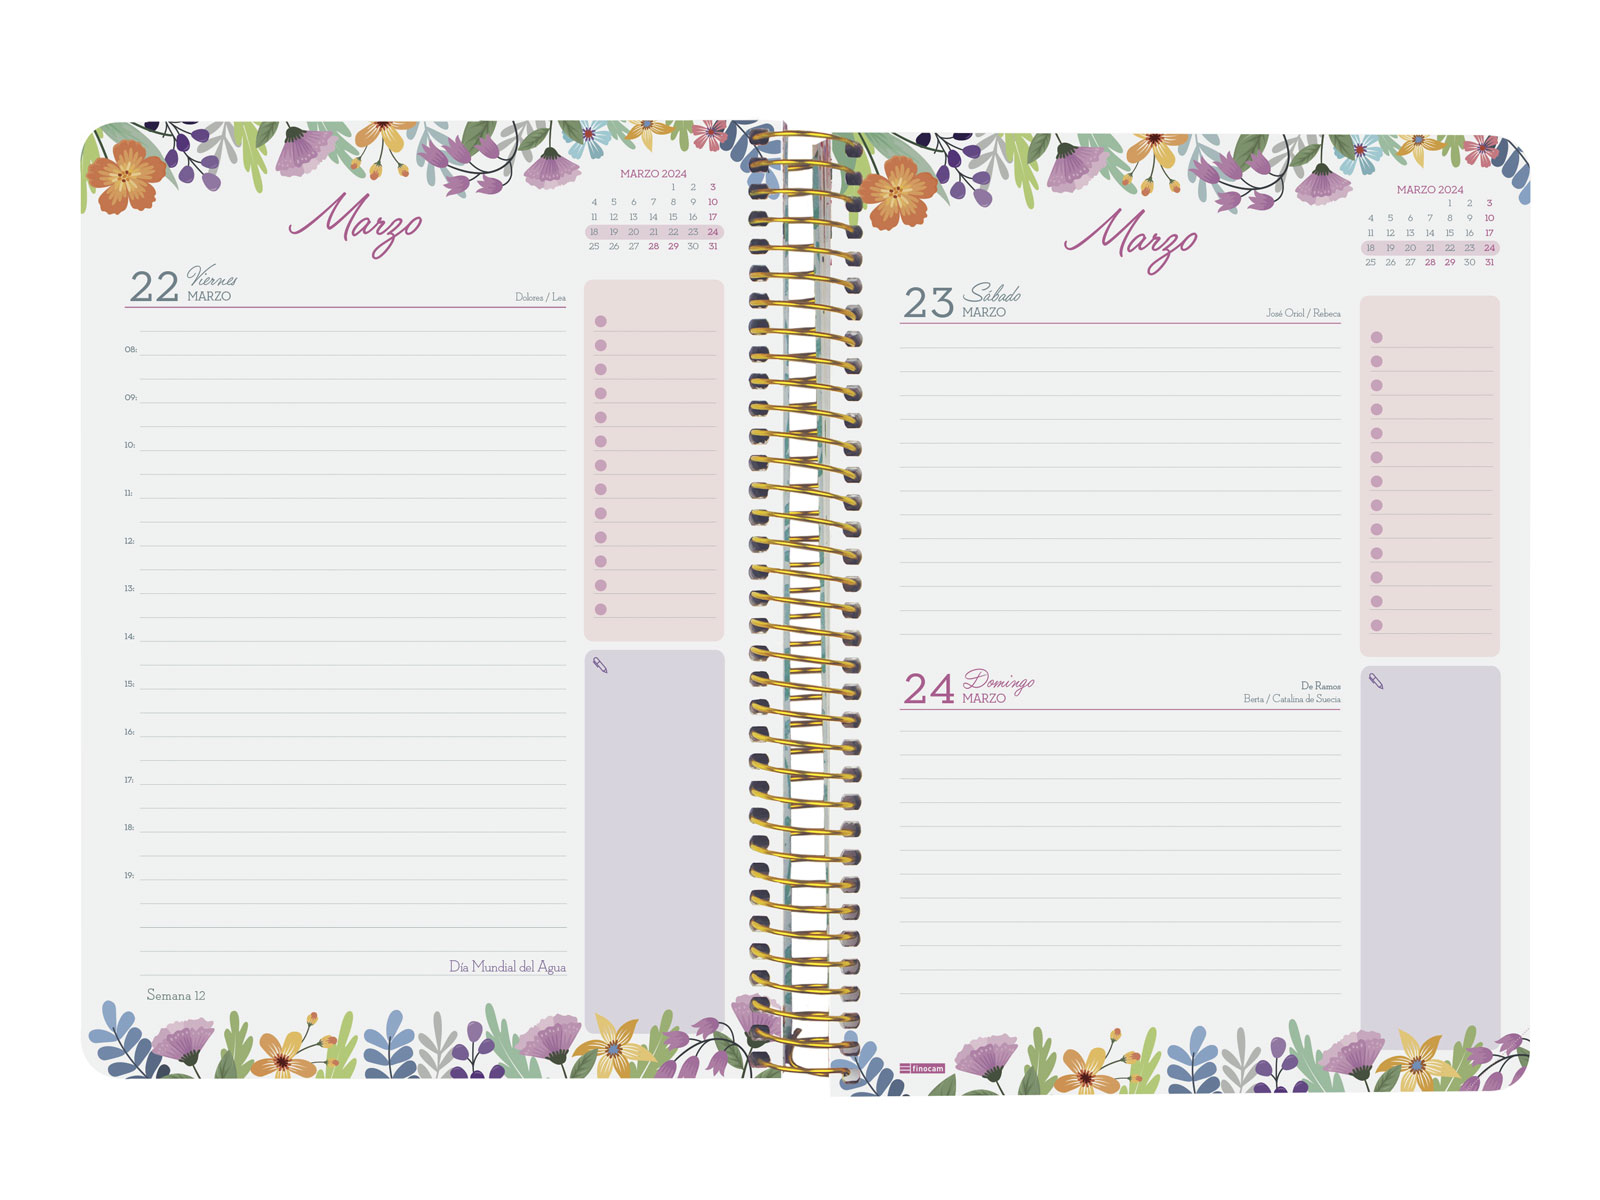 Marzo
MARZO 2024
1 2 3
4 5 6 7 8 9 10
11 12 13 14 15 16 17
18 19 20 21 22 23 24
25 26 27 28 29 30 31
22 Viernes
MARZO
Dolores / Lea
08:
09:
10:
11:
12:
13:
14:
15:
16:
17:
18:
19:
Día Mundial del Agua
Semana 12
Marzo
MARZO 2024
1 2 3
4 5 6 7 8 9 10
11 12 13 14 15 16 17
18 19 20 21 22 23 24
25 26 27 28 29 30 31
23 Sábado
MARZO
José Oriol / Rebeca
24 Domingo
MARZO
De Ramos
Berta / Catalina de Suecia
finocam